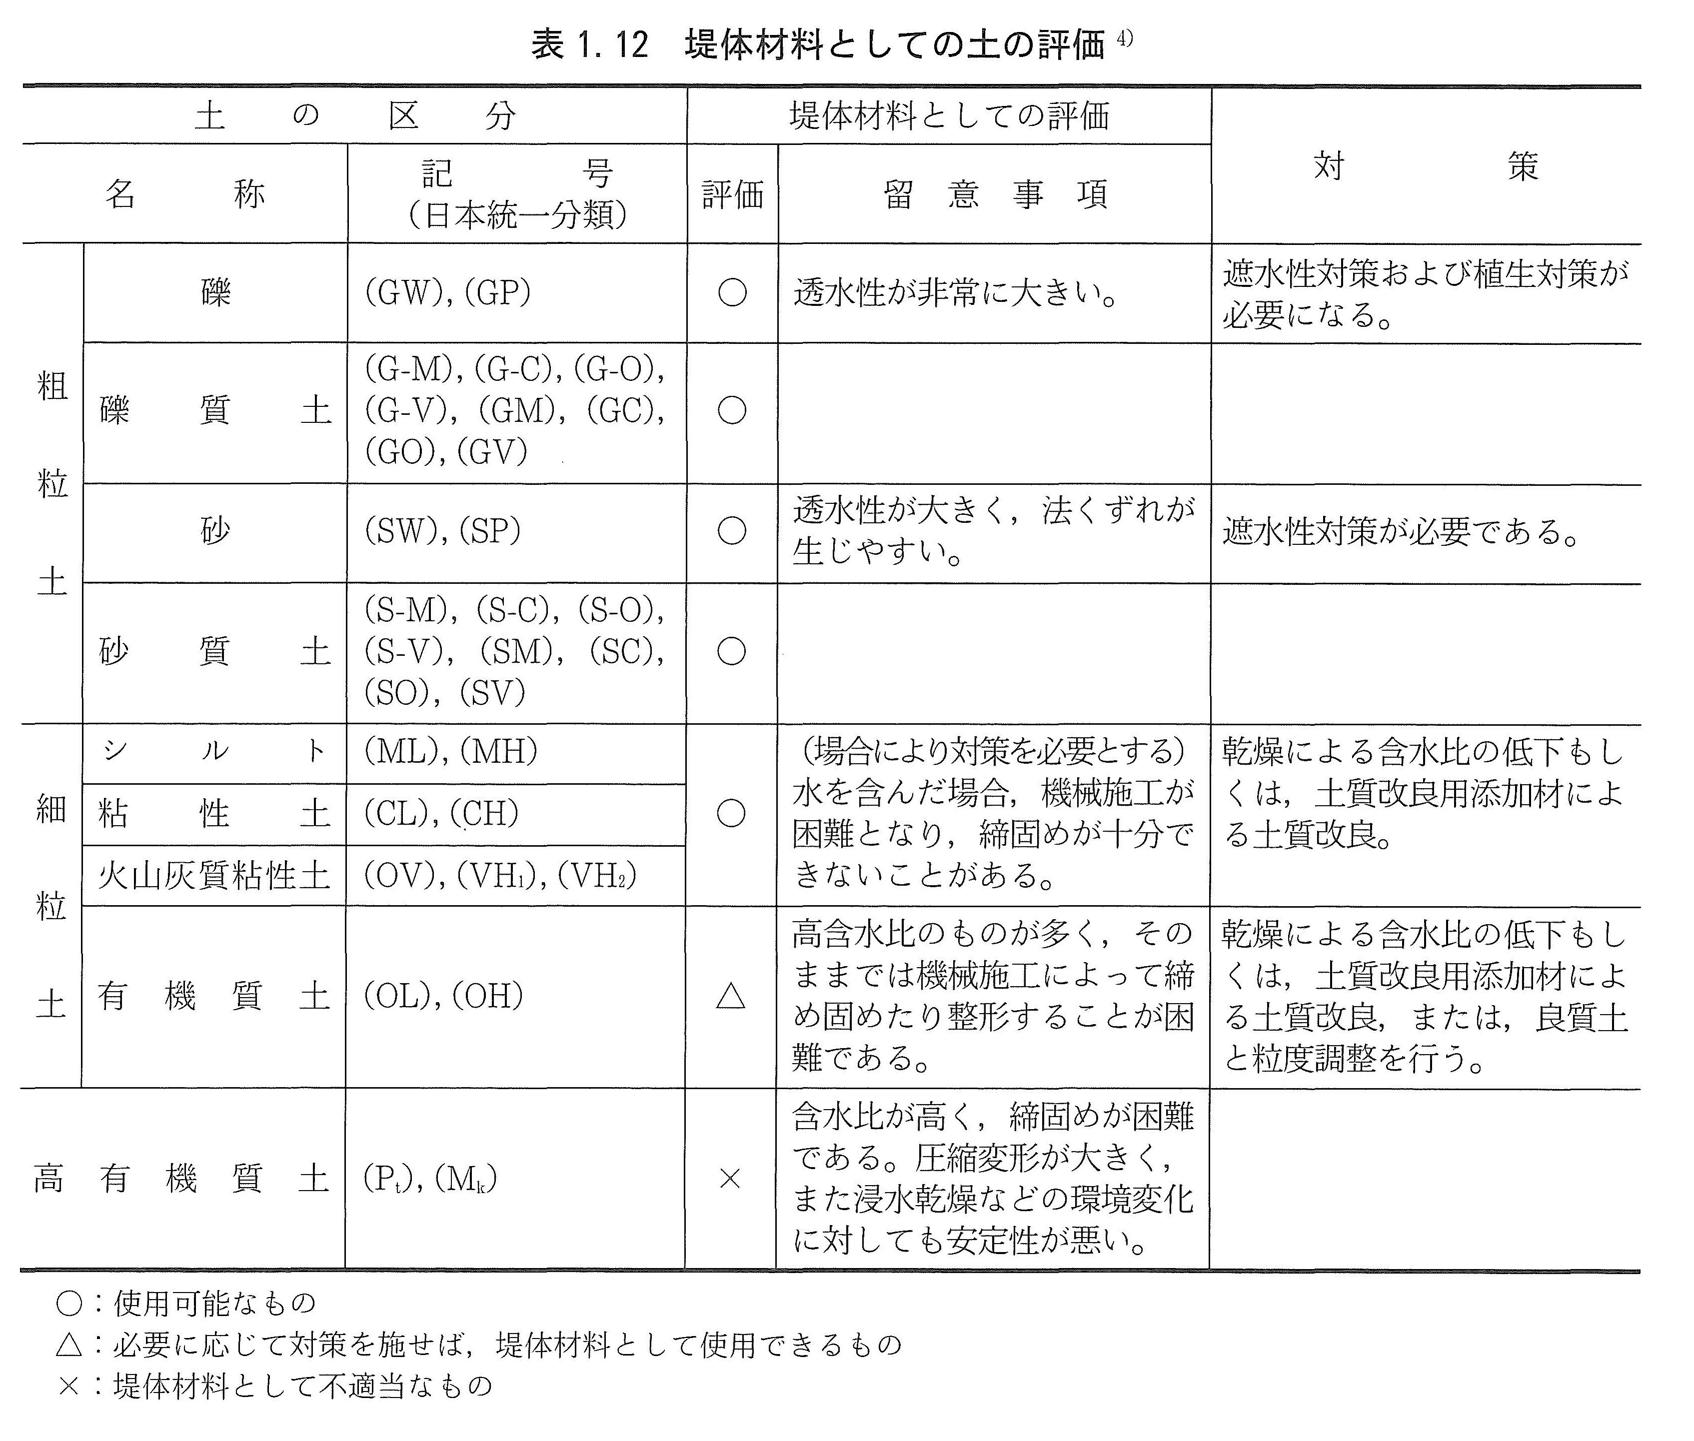 表1.12　堤体材料としての土の評価4)
土の区分
堤体材料としての評価
対策
名称
記号
(日本統一分類)
評価
留意事項
粗粒土
礫
(GW), (GP)
○
透水性が非常に大きい。
遮水性対策および植生対策が
必要になる。
礫質土
(G-M), (G-C), (G-O),
(G-V), (GM), (GC),
(GO), (GV)
○
砂
(SW), (SP)
○
透水性が大きく，法くずれが
生じやすい。
遮水性対策が必要である。
砂質土
(S-M), (S-C), (S-O),
(S-V), (SM), (SC),
(SO), (SV)
○
細粒土
シルト
(ML), (MH)
粘性土
(CL), (CH)
火山灰質粘性土
(OV), (VH1), (VH2)
○
(場合により対策を必要とする)
水を含んだ場合，機械施工が
困難となり，締固めが十分で
きないことがある。
乾燥による含水比の低下もし
くは，土質改良用添加材によ
る土質改良。
有機質土
(OL), (OH)
△
高含水比のものが多く，その
ままでは機械施工によって締
め固めたり整形することが困
難である。
乾燥による含水比の低下もし
くは，土質改良用添加材によ
る土質改良，または，良質土
と粒度調整を行う。
高有機質土
(Pt), (Mk)
×
含水比が高く，締固めが困難
である。圧縮変形が大きく，
また浸水乾燥などの環境変化
に対しても安定性が悪い。
○：使用可能なもの
△：必要に応じて対策を施せば，堤体材料として使用できるもの
×：堤体材料として不適当なもの